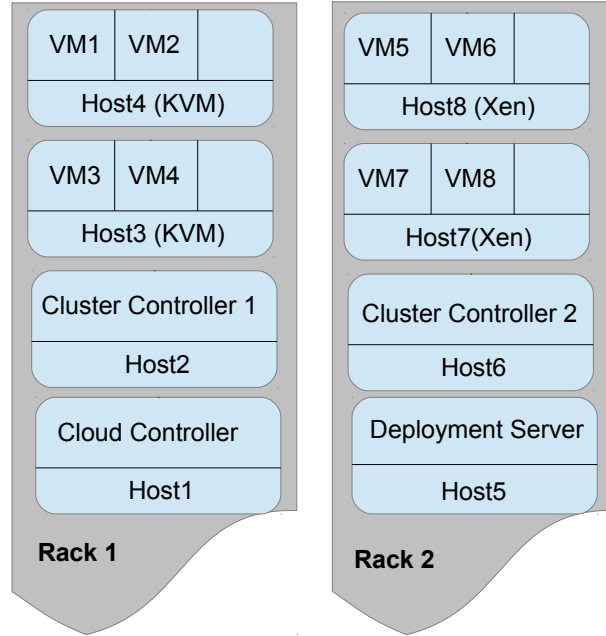 VM1 VM2
Host4 (KVM)
VM3 VM4
Host3 (KVM)
Cluster Controller 1
Host2
Cloud Controller
Host1
Rack 1
VM5 VM6
Host8 (Xen)
VM7 VM8
Host7(Xen)
Cluster Controller 2
Host6
Deployment Server
Host5
Rack 2